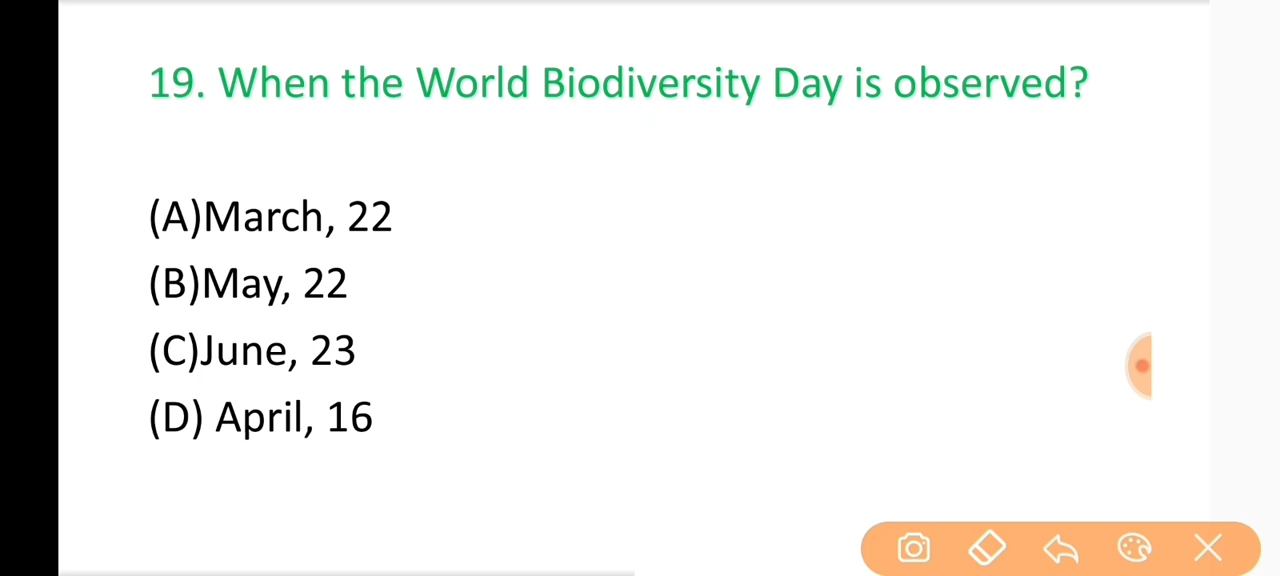 19. When the World Biodiversity Day is observed?
(A)March, 22
(B)May, 22
(C)June, 23
(D) April, 16